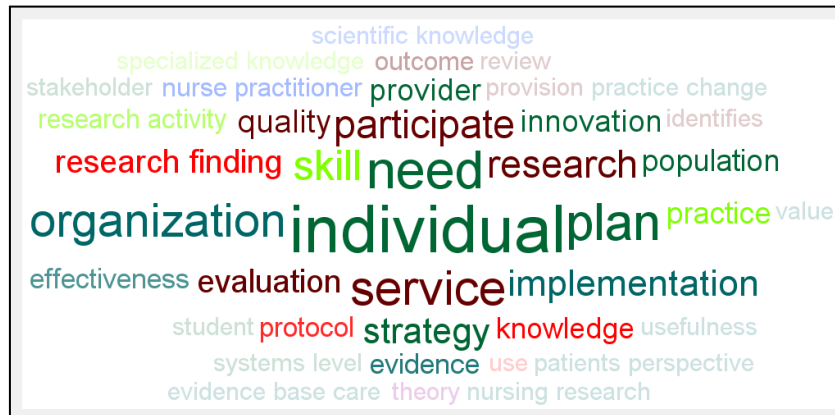 scientific knowledge
specialized knowledge outcome review
stakeholder nurse practitioner provider provision practice change
research activity quality participate innovation identifies
research finding skill need research population
organization individual plan practice value
effectiveness evaluation service implementation
student protocol strategy knowledge usefulness
systems level evidence use patients perspective
evidence base care theory nursing research